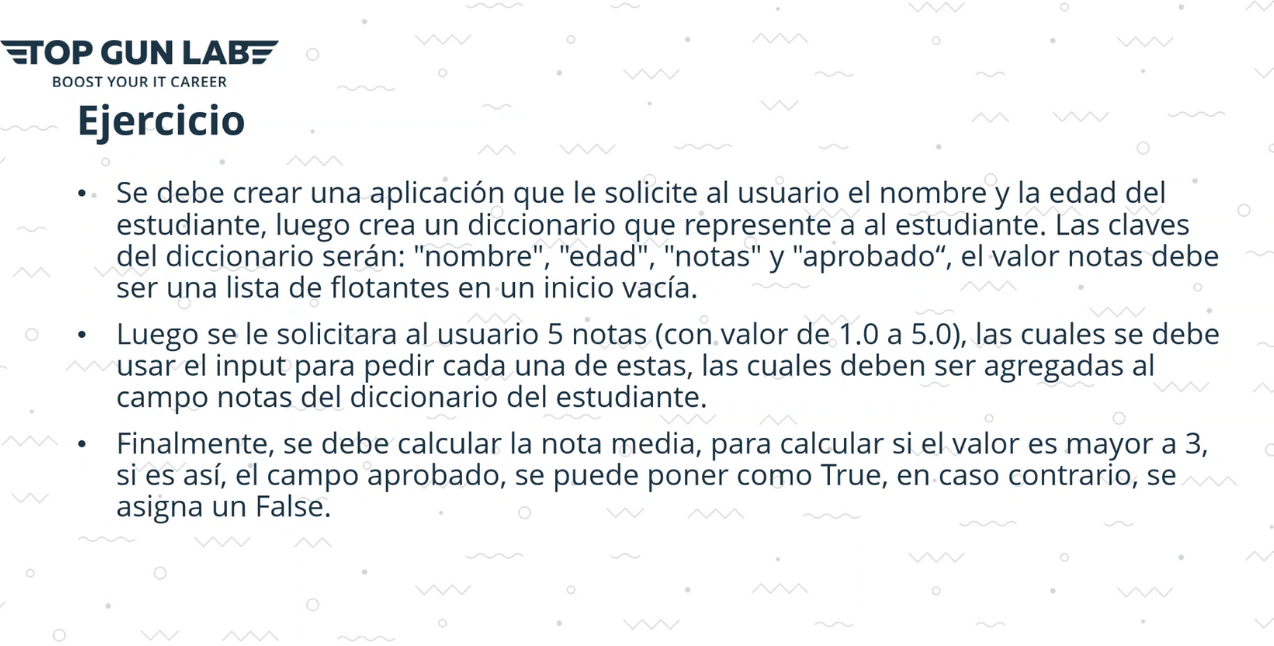 TOP GUN LAB
BOOST YOUR IT CAREER
Ejercicio
• Se debe crear una aplicación que le solicite al usuario el nombre y la edad del
estudiante, luego crea un diccionario que represente a al estudiante. Las claves
del diccionario serán: "nombre", "edad", "notas" y "aprobado“, el valor notas debe
ser una lista de flotantes en un inicio vacía.
• Luego se le solicitara al usuario 5 notas (con valor de 1.0 a 5.0), las cuales se debe
usar el input para pedir cada una de estas, las cuales deben ser agregadas al
campo notas del diccionario del estudiante.
• Finalmente, se debe calcular la nota media, para calcular si el valor es mayor a 3,
si es así, el campo aprobado, se puede poner como True, en caso contrario, se
asigna un False.